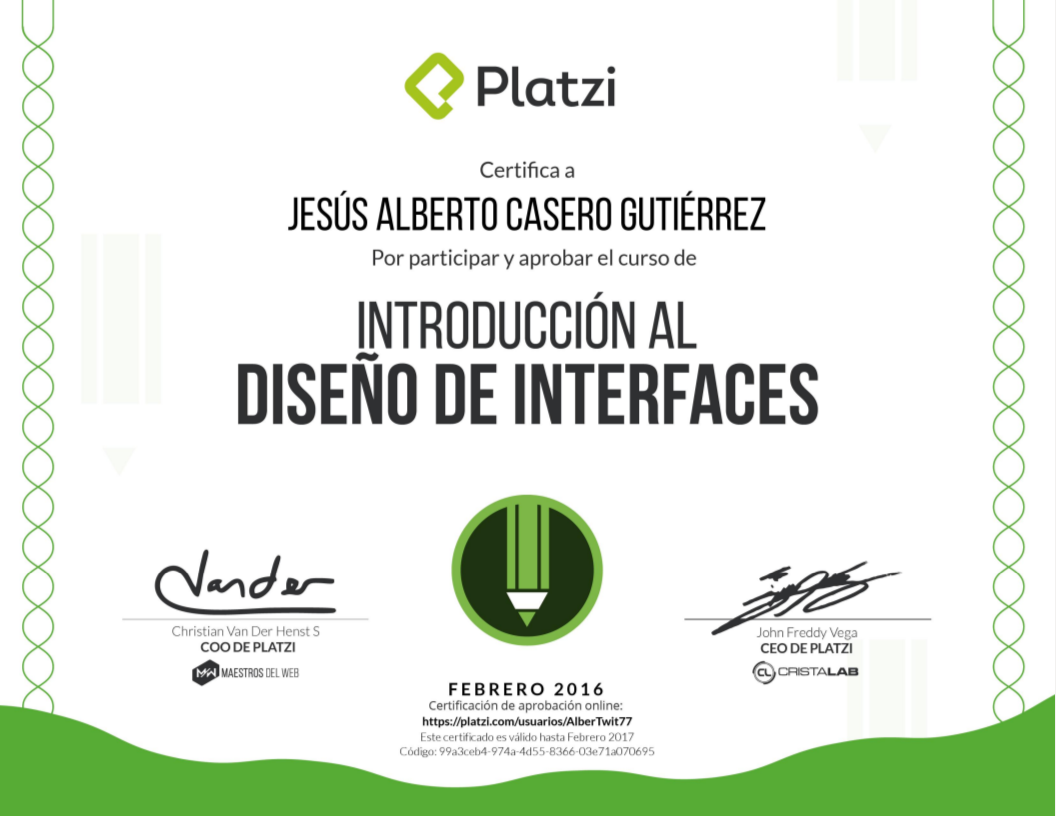 Platzi
Certifica a
JESÚS ALBERTO CASERO GUTIÉRREZ
Por participar y aprobar el curso de
INTRODUCCIÓN AL
DISEÑO DE INTERFACES
Vander
Christian Van Der Henst S
COO DE PLATZI
MW MAESTROS DEL WEB
John Freddy Vega
CEO DE PLATZI
CL CRISTALAB
FEBRERO 2016
Certificación de aprobación online:
https://platzi.com/usuarios/AlberTwit77
Este certificado es válido hasta Febrero 2017
Código: 99a3ceb4-974a-4d55-8366-03e71a070695